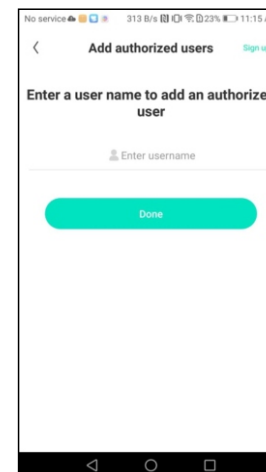 No service 313 B/s 23% 11:15
Add authorized users
Sign u
Enter a user name to add an authorize
user
Enter username
Done